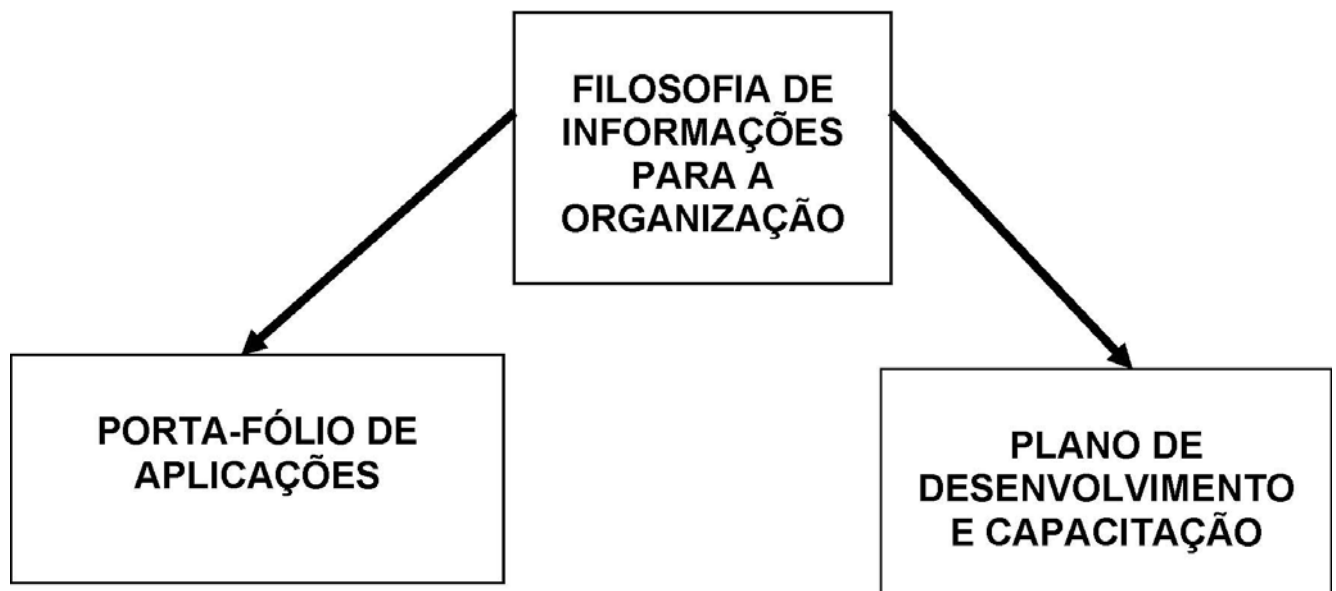 FILOSOFIA DE
INFORMAÇÕES
PARA A
ORGANIZAÇÃO
PORTA-FÓLIO DE
APLICAÇÕES
PLANO DE
DESENVOLVIMENTO
E CAPACITAÇÃO